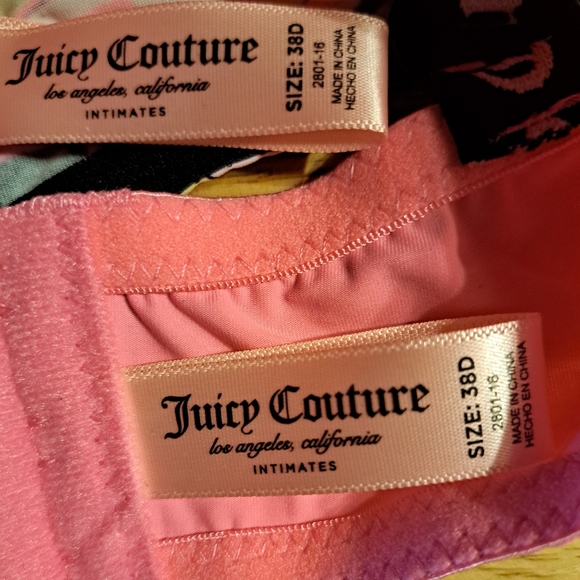 Juicy Couture
los angeles, california
INTIMATES
SIZE: 38D
2801-16
MADE IN CHINA
HECHO EN CHINA
Juicy Couture
los angeles, california
INTIMATES
SIZE: 38D
2801-16
MADE IN CHINA
HECHO EN CHINA